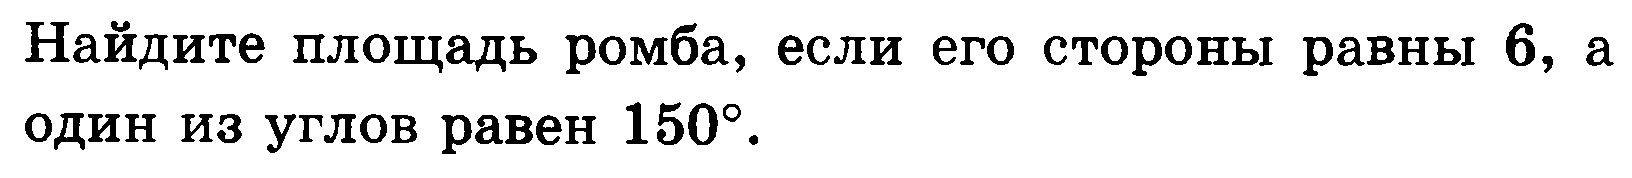 Найдите площадь ромба, если его стороны равны 6, а
один из углов равен 150°.